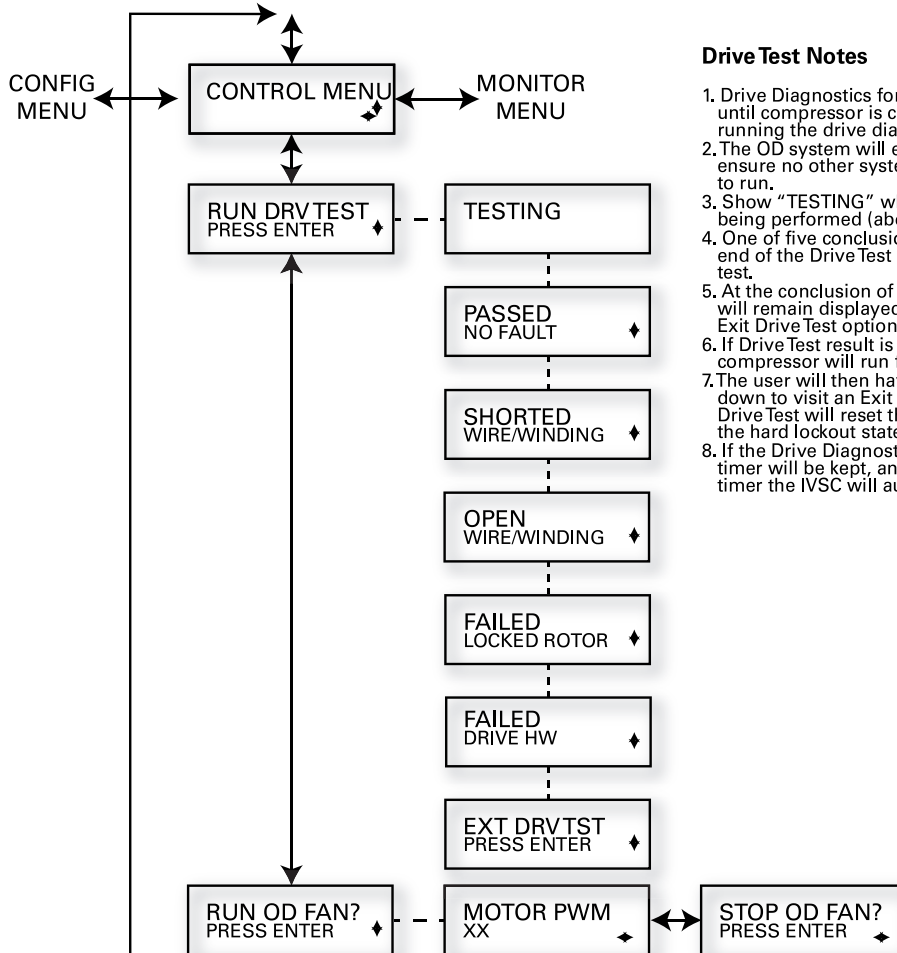 CONFIG
MENU
CONTROL MENU
MONITOR
MENU
RUN DRV TEST
PRESS ENTER
TESTING
PASSED
NO FAULT
SHORTED
WIRE/WINDING
OPEN
WIRE/WINDING
FAILED
LOCKED ROTOR
FAILED
DRIVE HW
EXT DRV TST
PRESS ENTER
RUN OD FAN?
PRESS ENTER
MOTOR PWM
XX
STOP OD FAN?
PRESS ENTER
Drive Test Notes
1. Drive Diagnostics for
until compressor is c
running the drive dia
2. The OD system will e
ensure no other syste
to run.
3. Show “TESTING” w
being performed (abo
4. One of five conclusio
end of the Drive Test
test.
5. At the conclusion of
will remain displayed
Exit Drive Test option
6. If Drive Test result is
compressor will run f
7. The user will then ha
down to visit an Exit
Drive Test will reset th
the hard lockout state
8. If the Drive Diagnost
timer will be kept, an
timer the IVSC will au